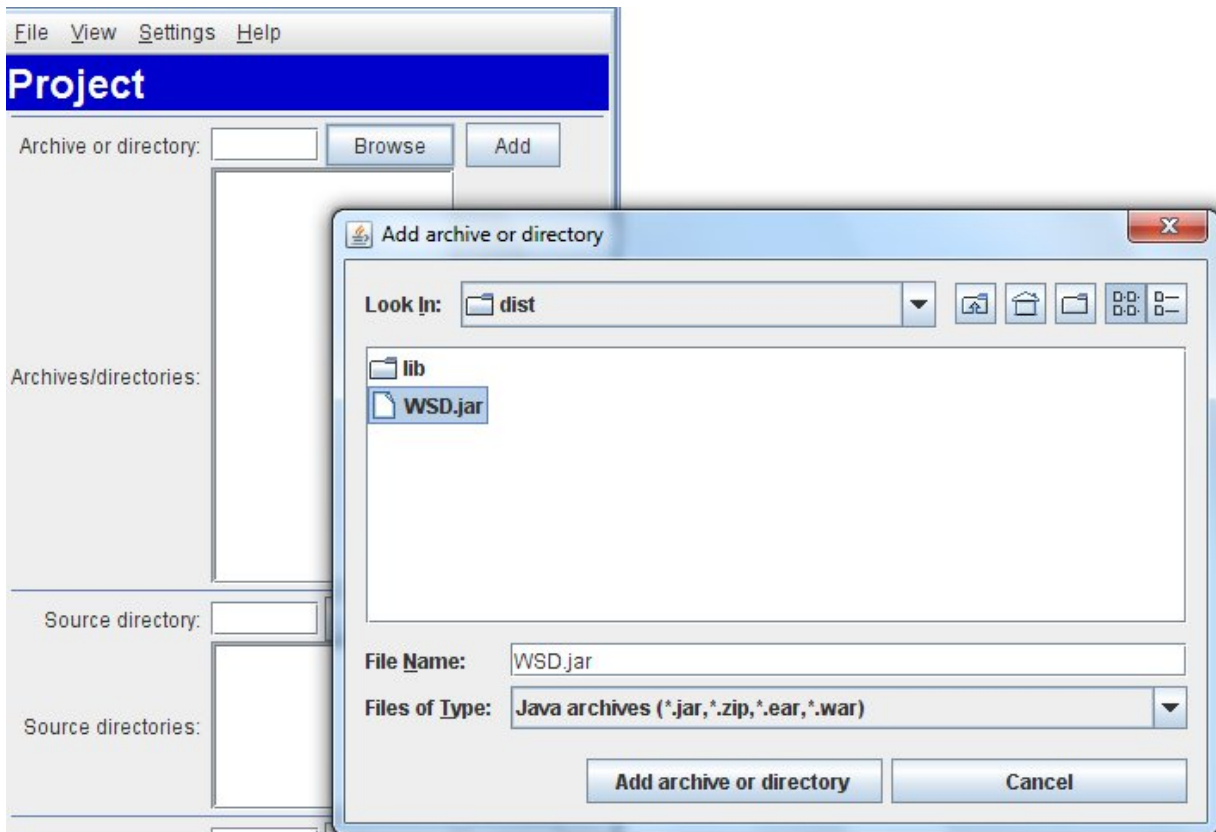 File View Settings Help
Project
Archive or directory: Browse Add
Add archive or directory
Look In: dist
lib
WSD.jar
Archives/directories:
Source directory:
File Name: WSD.jar
Files of Type: Java archives (*.jar,*.zip,*.ear,*.war)
Source directories:
Add archive or directory Cancel